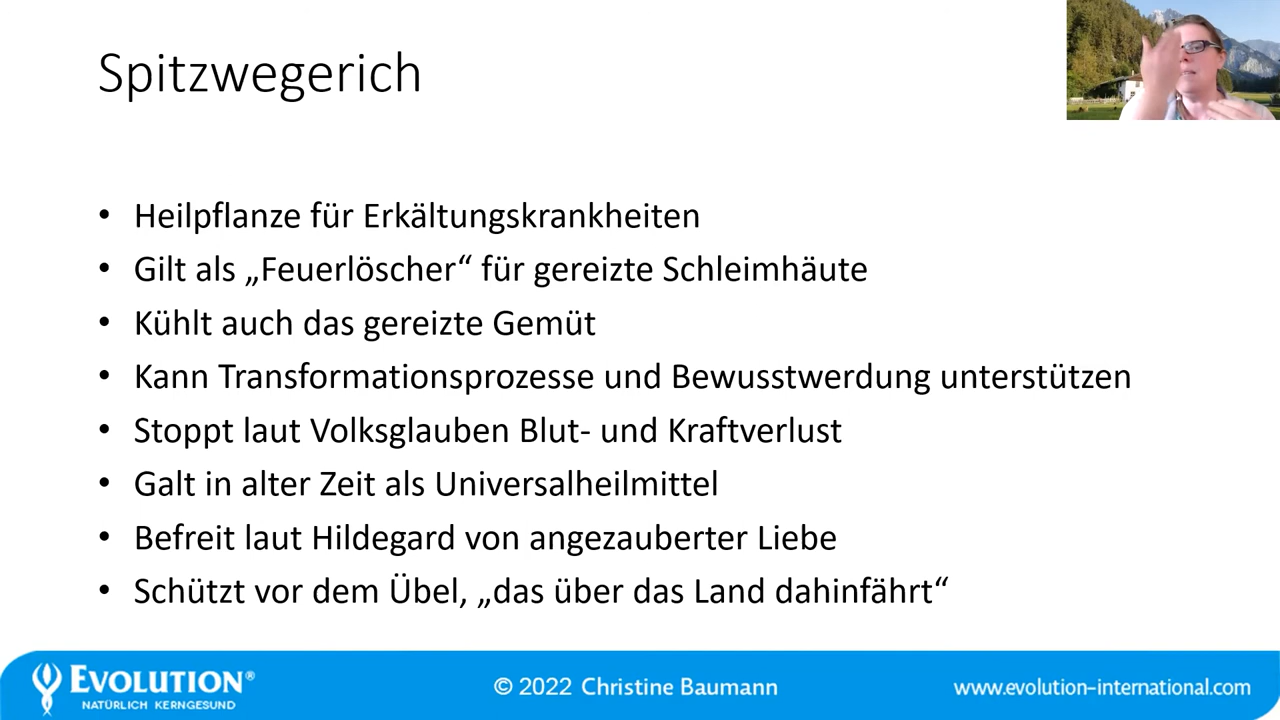 Spitzwegerich
• Heilpflanze für Erkältungskrankheiten
• Gilt als „Feuerlöscher“ für gereizte Schleimhäute
• Kühlt auch das gereizte Gemüt
• Kann Transformationsprozesse und Bewusstwerdung unterstützen
• Stoppt laut Volksglauben Blut- und Kraftverlust
• Galt in alter Zeit als Universalheilmittel
• Befreit laut Hildegard von angezauberter Liebe
• Schützt vor dem Übel, „das über das Land dahinfährt“
EVOLUTION®
NATÜRLICH KERNGESUND
© 2022 Christine Baumann
www.evolution-international.com